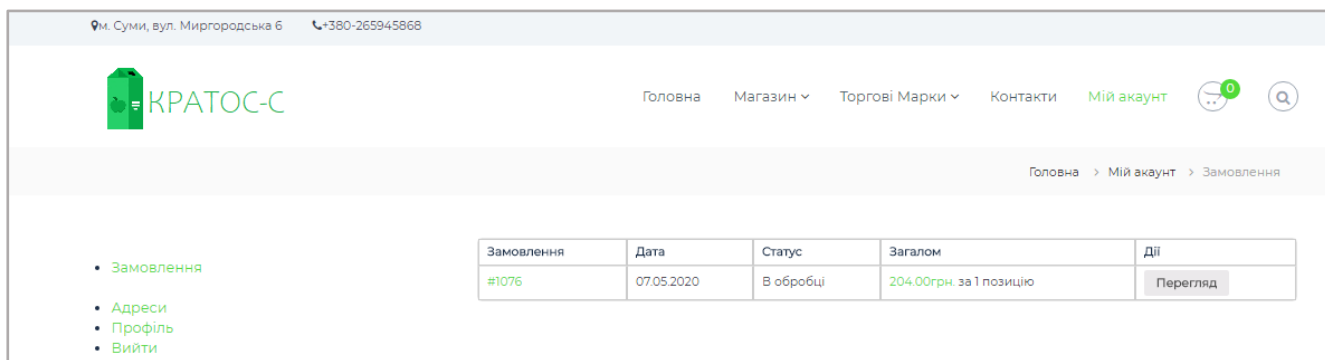 м. Суми, вул. Миргородська 6 +380-265945868
КРАТОС-С
Головна Магазин Торгові Марки Контакти Мій акаунт 0
Головна > Мій акаунт > Замовлення
Замовлення Дата Статус Загалом Дії
#1076 07.05.2020 В обробці 204.00грн. за 1 позицію Перегляд
• Замовлення
• Адреси
• Профіль
• Вийти